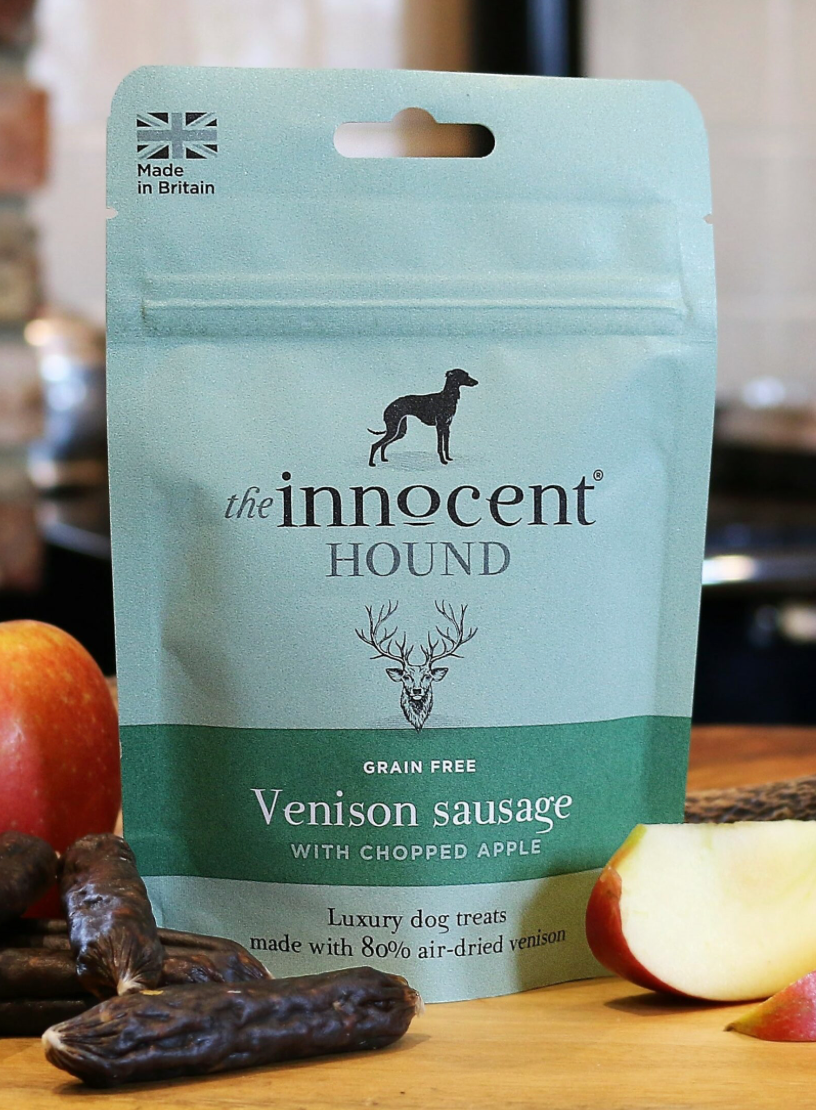 Made
in Britain
the innocent®
HOUND
GRAIN FREE
Venison sausage
WITH CHOPPED APPLE
Luxury dog treats
made with 80% air-dried venison